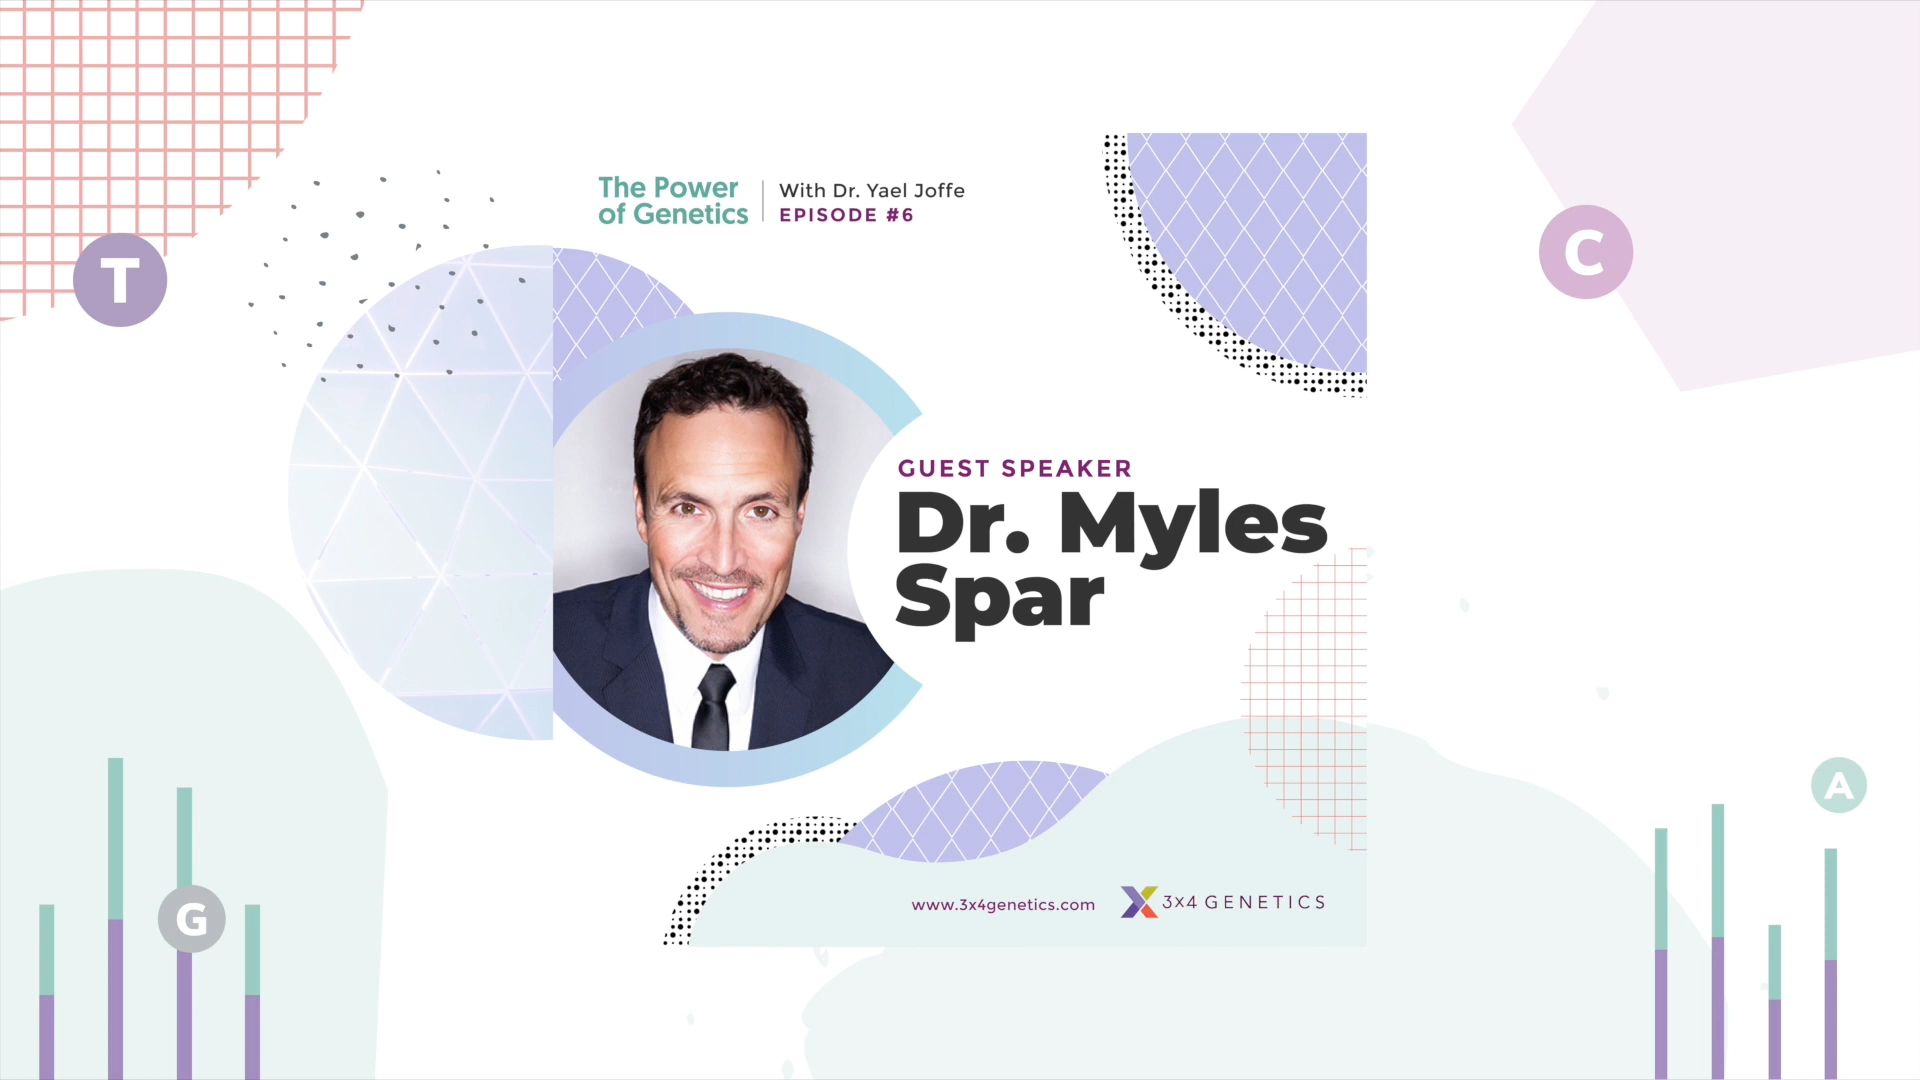 The Power
of Genetics
With Dr. Yael Joffe
EPISODE #6
T
C
GUEST SPEAKER
Dr. Myles
Spar
A
G
www.3x4genetics.com
3x4 GENETICS